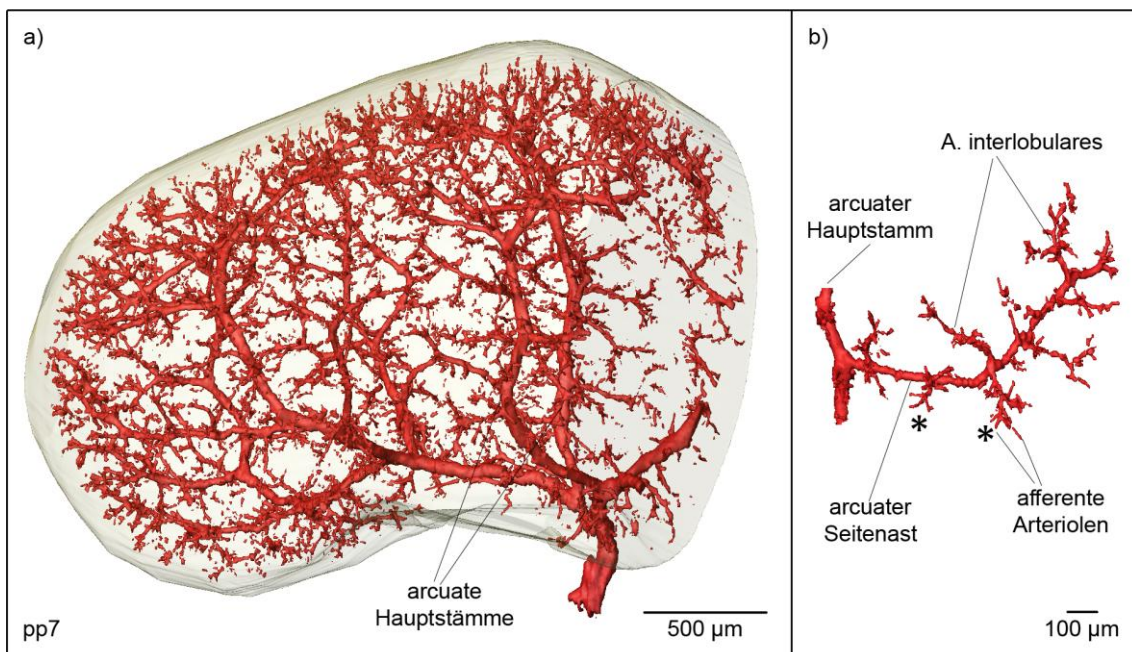 a)
arcuate
Hauptstämme
pp7
500 µm
b)
A. interlobulares
arcuater
Hauptstamm
*
*
arcuater
Seitenast
afferente
Arteriolen
100 µm